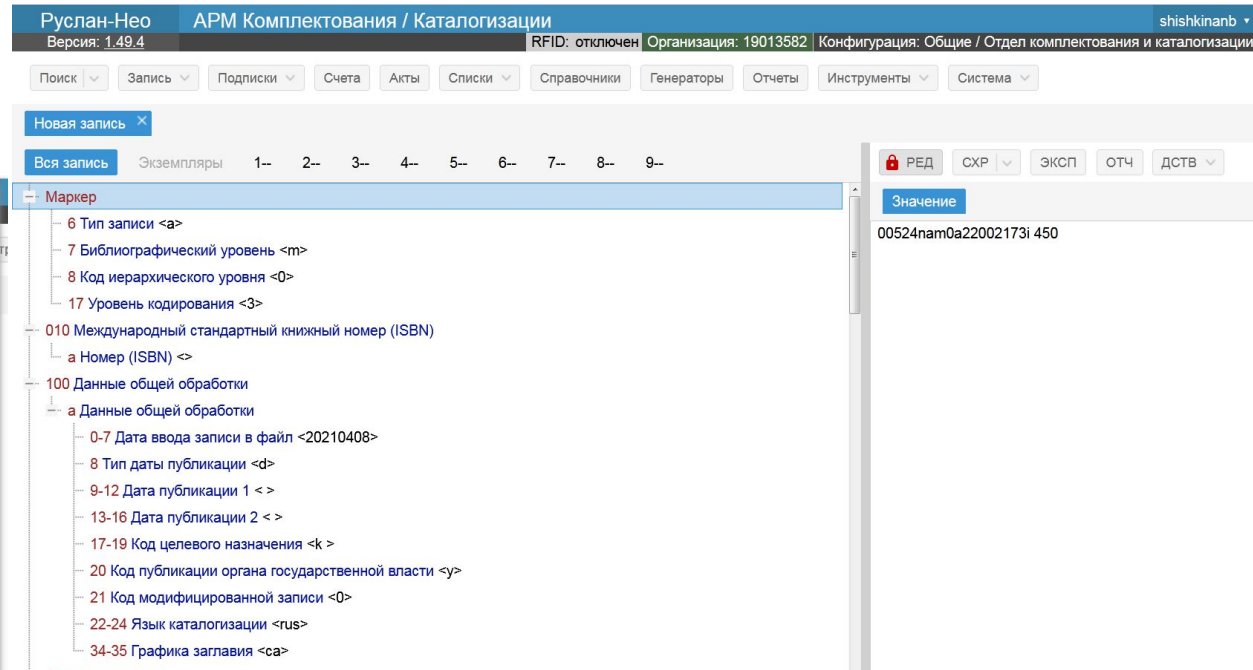 Руслан-Нео АРМ Комплектования / Каталогизации shishkinanb
Версия: 1.49.4 RFID: отключен Организация: 19013582 Конфигурация: Общие / Отдел комплектования и каталогизации
Поиск Запись Подписки Счета Акты Списки Справочники Генераторы Отчеты Инструменты Система
Новая запись
Вся запись Экземпляры 1-- 2-- 3-- 4-- 5-- 6-- 7-- 8-- 9-- РЕД СХР ЭКСП ОТЧ ДСТВ
Маркер
Значение
6 Тип записи <a>
00524nam0a22002173i 450
7 Библиографический уровень <m>
8 Код иерархического уровня <0>
17 Уровень кодирования <3>
010 Международный стандартный книжный номер (ISBN)
a Номер (ISBN) <>
100 Данные общей обработки
a Данные общей обработки
0-7 Дата ввода записи в файл <20210408>
8 Тип даты публикации <d>
9-12 Дата публикации 1 < >
13-16 Дата публикации 2 < >
17-19 Код целевого назначения <k >
20 Код публикации органа государственной власти <y>
21 Код модифицированной записи <0>
22-24 Язык каталогизации <rus>
34-35 Графика заглавия <ca>